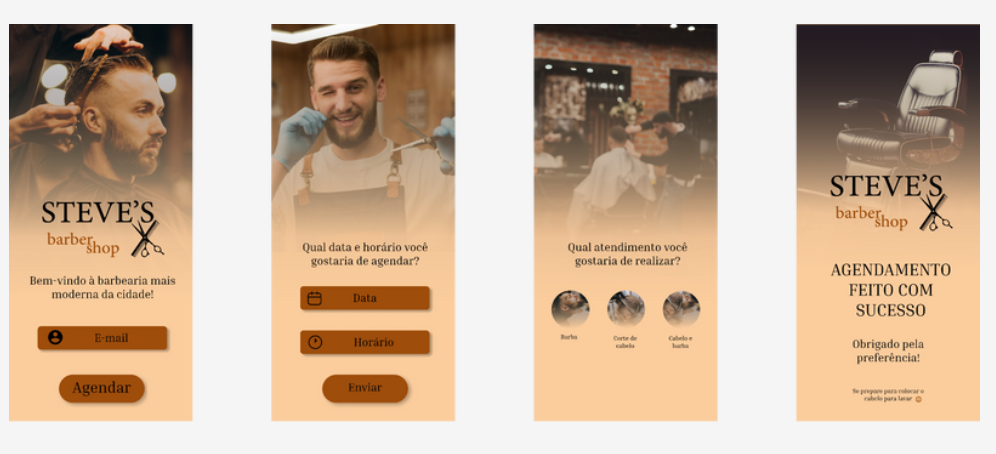 STEVE'S
barber
shop
Bem-vindo à barbearia mais
moderna da cidade!
E-mail
Agendar
Qual data e horário você
gostaria de agendar?
Data
Horário
Enviar
Qual atendimento você
gostaria de realizar?
Barba
Corte de
cabelo
Cabelo e
barba
STEVE'S
barber
shop
AGENDAMENTO
FEITO COM
SUCESSO
Obrigado pela
preferência!
Se prepare para colocar o
cabelo para lavar